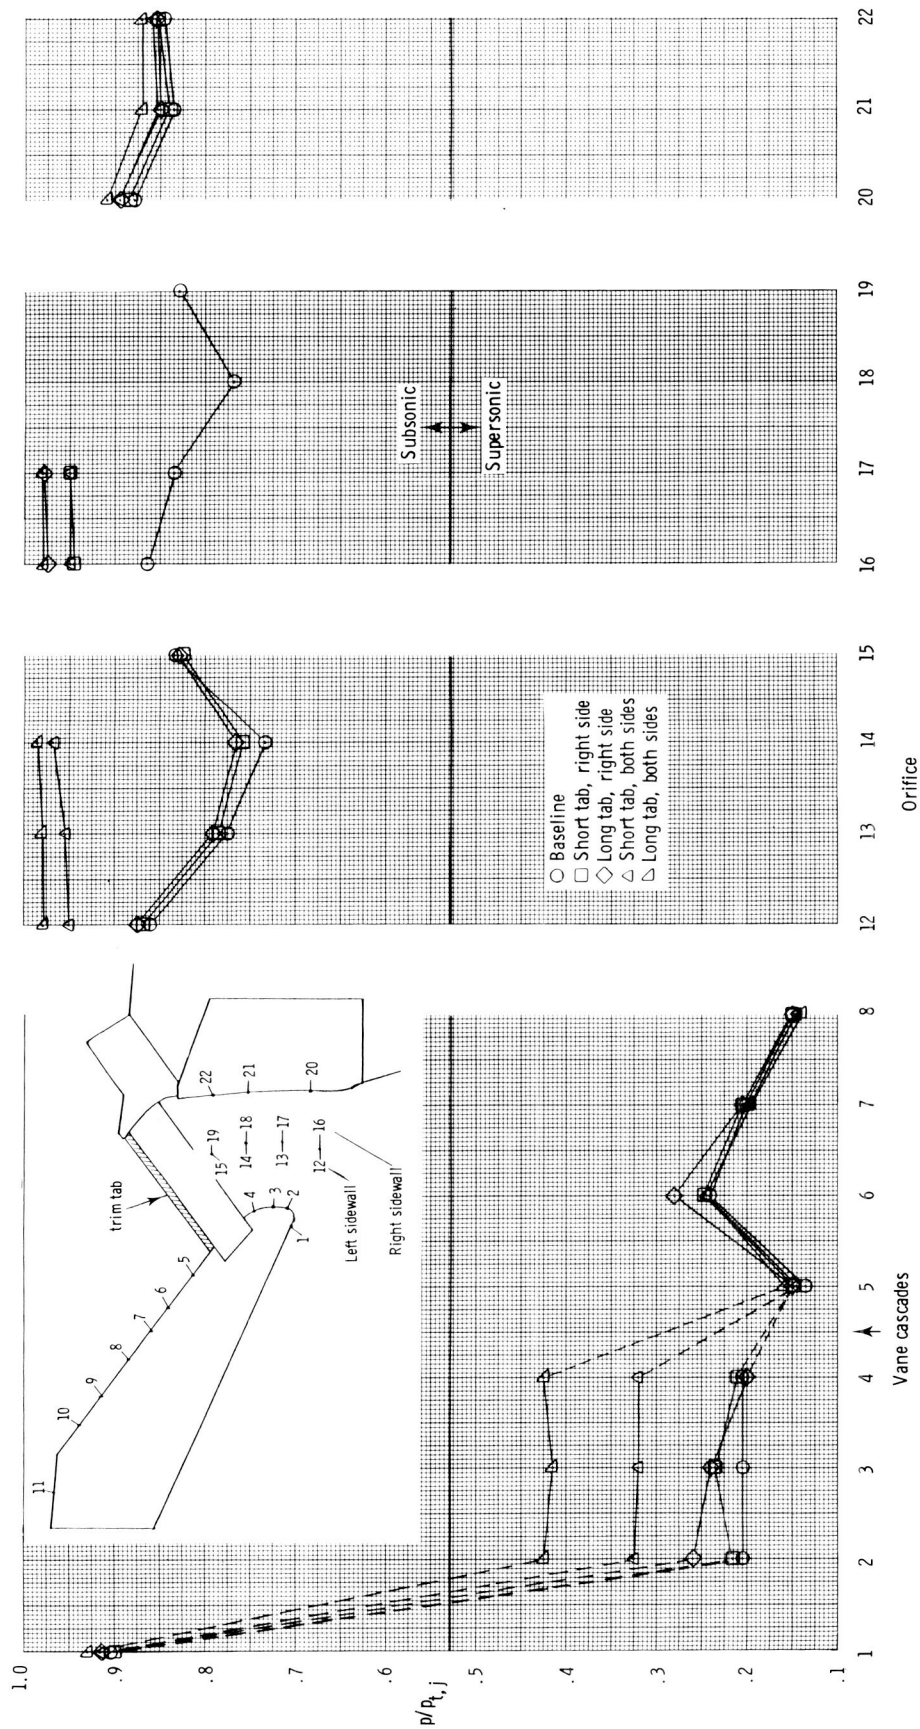 1.0
.9
.8
.7
.6
.5
.4
.3
.2
.1
p/pt,j
11
10
9
8
7
6
5
trim tab
4
3
2
1
15 19
14 18
13 17
12 16
22
21
20
Left sidewall
Right sidewall
Subsonic
Supersonic
Baseline
Short tab, right side
Long tab, right side
Short tab, both sides
Long tab, both sides
1 2 3 4 5 6 7 8 12 13 14 15 16 17 18 19 20 21 22
Vane cascades
Orifice